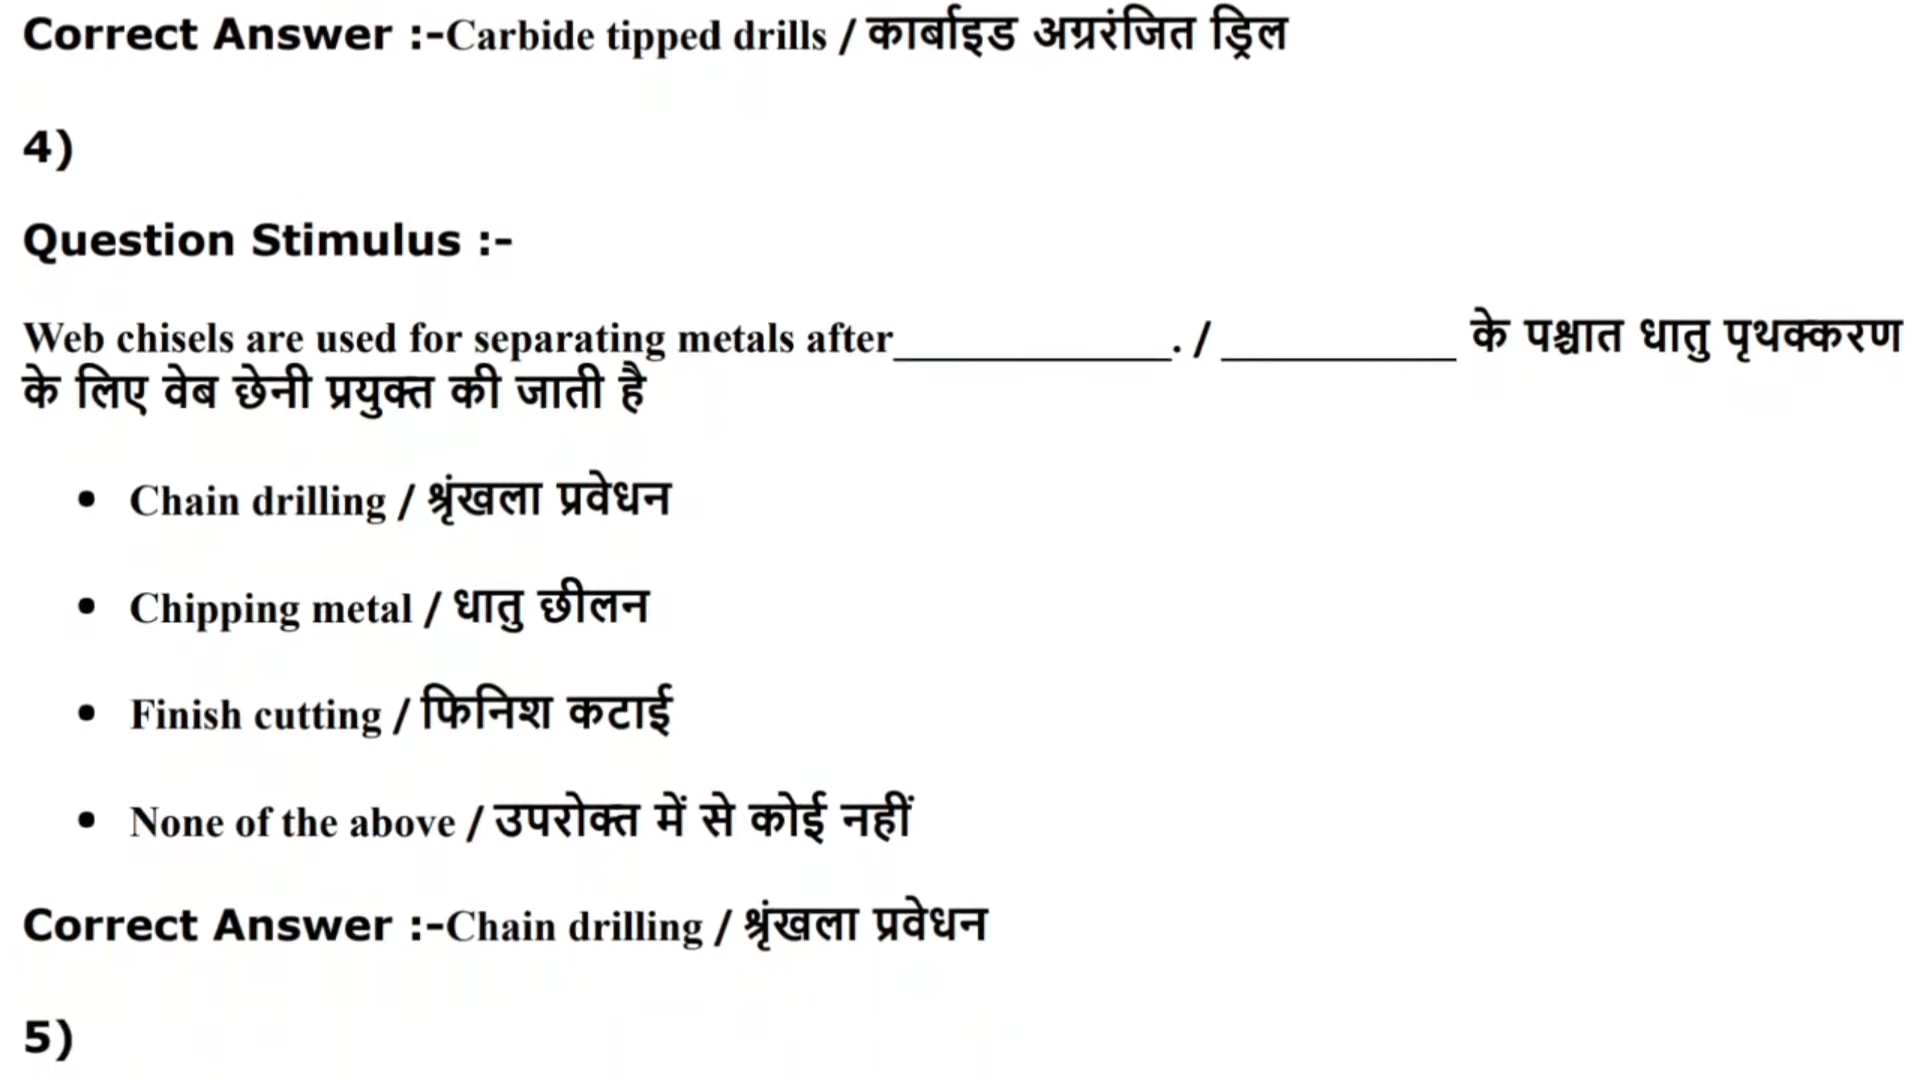 Correct Answer :-Carbide tipped drills / कार्बाइड अग्ररंजित ड्रिल
4)
Question Stimulus :-
Web chisels are used for separating metals after____________. / __________ के पश्चात धातु पृथक्करण
के लिए वेब छेनी प्रयुक्त की जाती है
• Chain drilling / श्रृंखला प्रवेधन
• Chipping metal / धातु छीलन
• Finish cutting / फिनिश कटाई
• None of the above / उपरोक्त में से कोई नहीं
Correct Answer :-Chain drilling / श्रृंखला प्रवेधन
5)